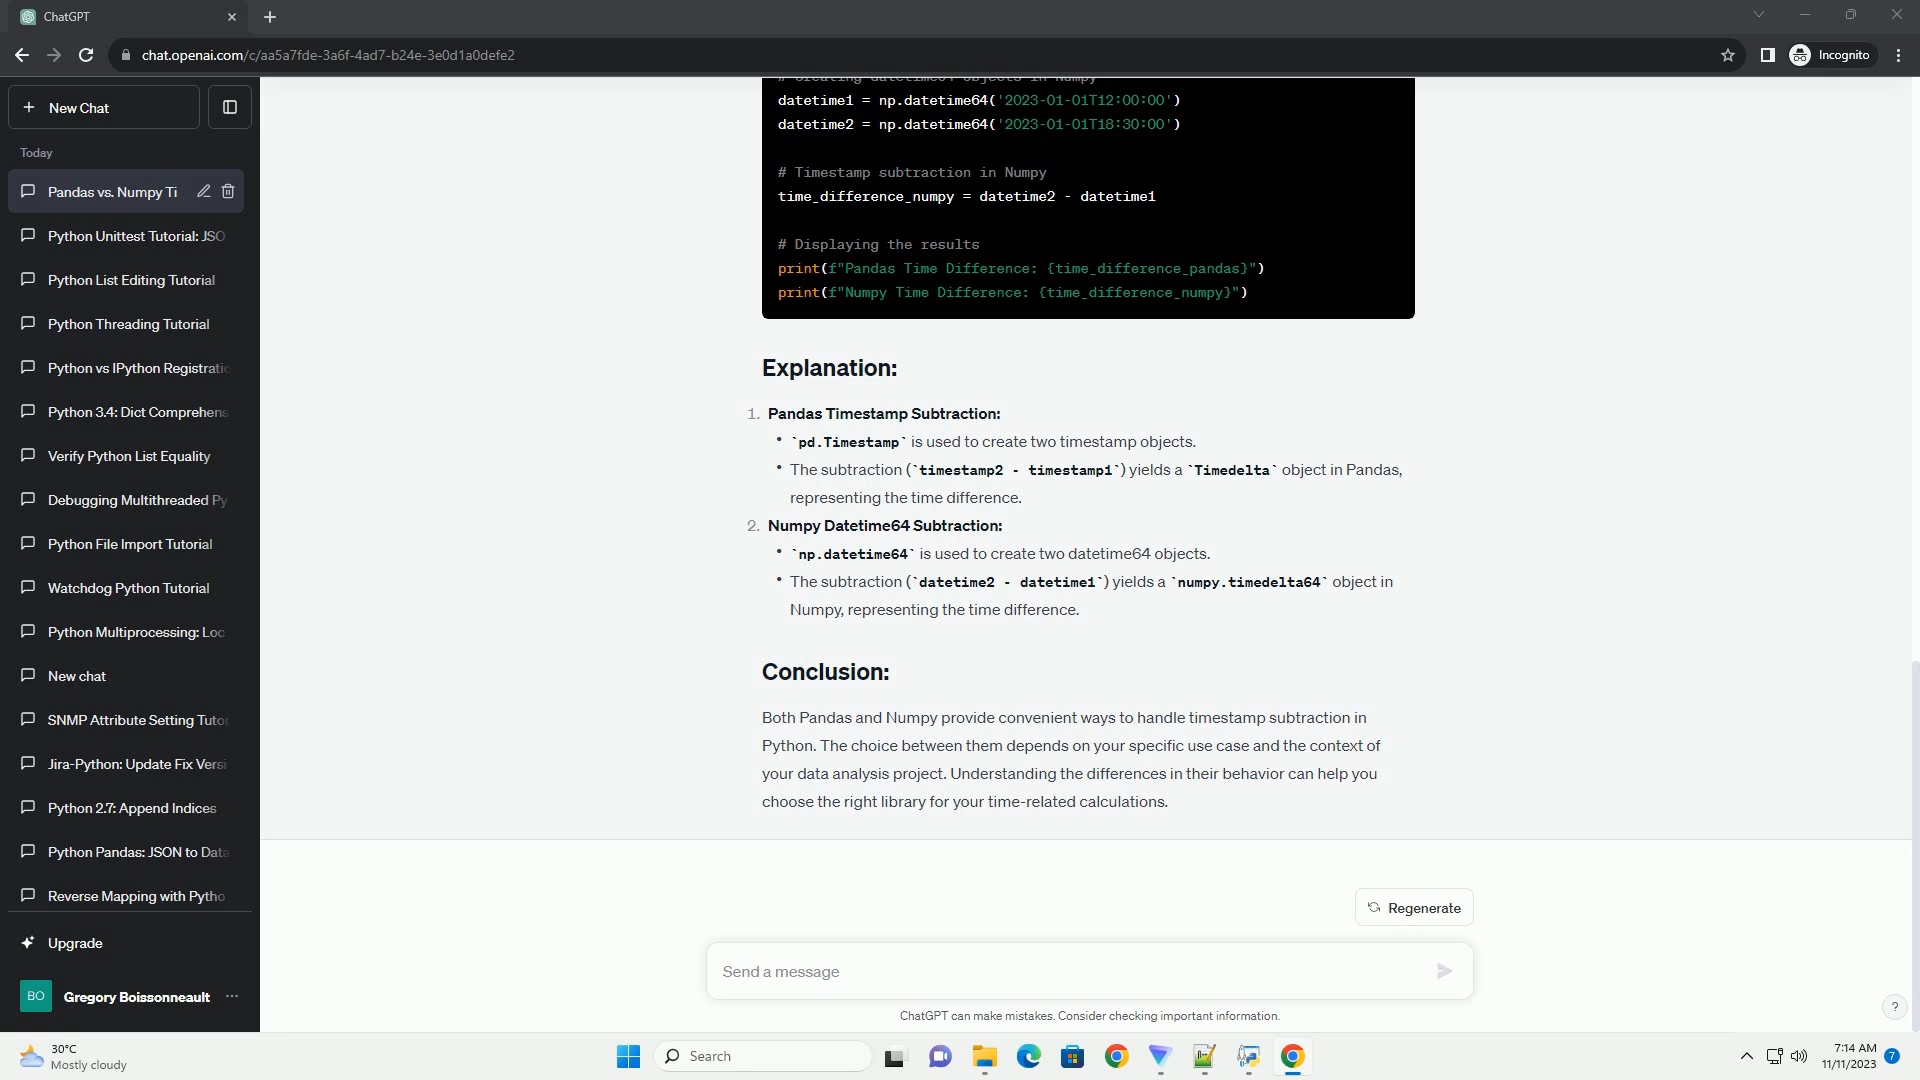 ChatGPT
chat.openai.com/c/aa5a7fde-3a6f-4ad7-b24e-3e0d1a0defe2
Incognito
New Chat
Today
Pandas vs. Numpy Ti
Python Unittest Tutorial: JSO
Python List Editing Tutorial
Python Threading Tutorial
Python vs IPython Registratio
Python 3.4: Dict Comprehens
Verify Python List Equality
Debugging Multithreaded Py
Python File Import Tutorial
Watchdog Python Tutorial
Python Multiprocessing: Loc
New chat
SNMP Attribute Setting Tutor
Jira-Python: Update Fix Versi
Python 2.7: Append Indices
Python Pandas: JSON to Data
Reverse Mapping with Pytho
Upgrade
BO Gregory Boissonneault
# Creating datetime64 objects in Numpy
datetime1 = np.datetime64('2023-01-01T12:00:00')
datetime2 = np.datetime64('2023-01-01T18:30:00')
# Timestamp subtraction in Numpy
time_difference_numpy = datetime2 - datetime1
# Displaying the results
print(f"Pandas Time Difference: {time_difference_pandas}")
print(f"Numpy Time Difference: {time_difference_numpy}")
Explanation:
1. Pandas Timestamp Subtraction:
• `pd.Timestamp` is used to create two timestamp objects.
• The subtraction (`timestamp2 - timestamp1`) yields a `Timedelta` object in Pandas,
representing the time difference.
2. Numpy Datetime64 Subtraction:
• `np.datetime64` is used to create two datetime64 objects.
• The subtraction (`datetime2 - datetime1`) yields a `numpy.timedelta64` object in
Numpy, representing the time difference.
Conclusion:
Both Pandas and Numpy provide convenient ways to handle timestamp subtraction in
Python. The choice between them depends on your specific use case and the context of
your data analysis project. Understanding the differences in their behavior can help you
choose the right library for your time-related calculations.
Regenerate
Send a message
ChatGPT can make mistakes. Consider checking important information.
?
30°C
Mostly cloudy
Search
7:14 AM
11/11/2023
7